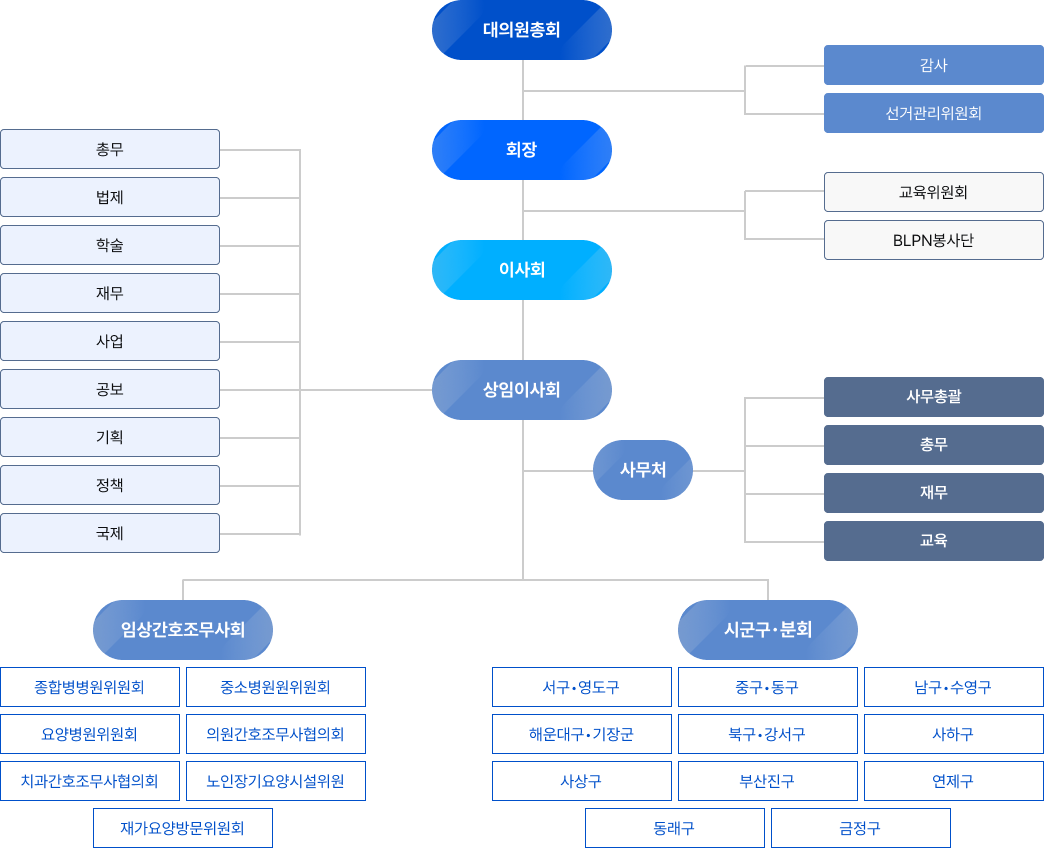 대의원총회
감사
선거관리위원회
회장
총무
법제
학술
재무
사업
공보
기획
정책
국제
교육위원회
BLPN봉사단
이사회
상임이사회
사무처
사무총괄
총무
재무
교육
임상간호조무사회
종합병병원위원회
중소병원원위원회
요양병원위원회
의원간호조무사협의회
치과간호조무사협의회
노인장기요양시설위원
재가요양방문위원회
시군구·분회
서구·영도구
중구·동구
남구·수영구
해운대구·기장군
북구·강서구
사하구
사상구
부산진구
연제구
동래구
금정구